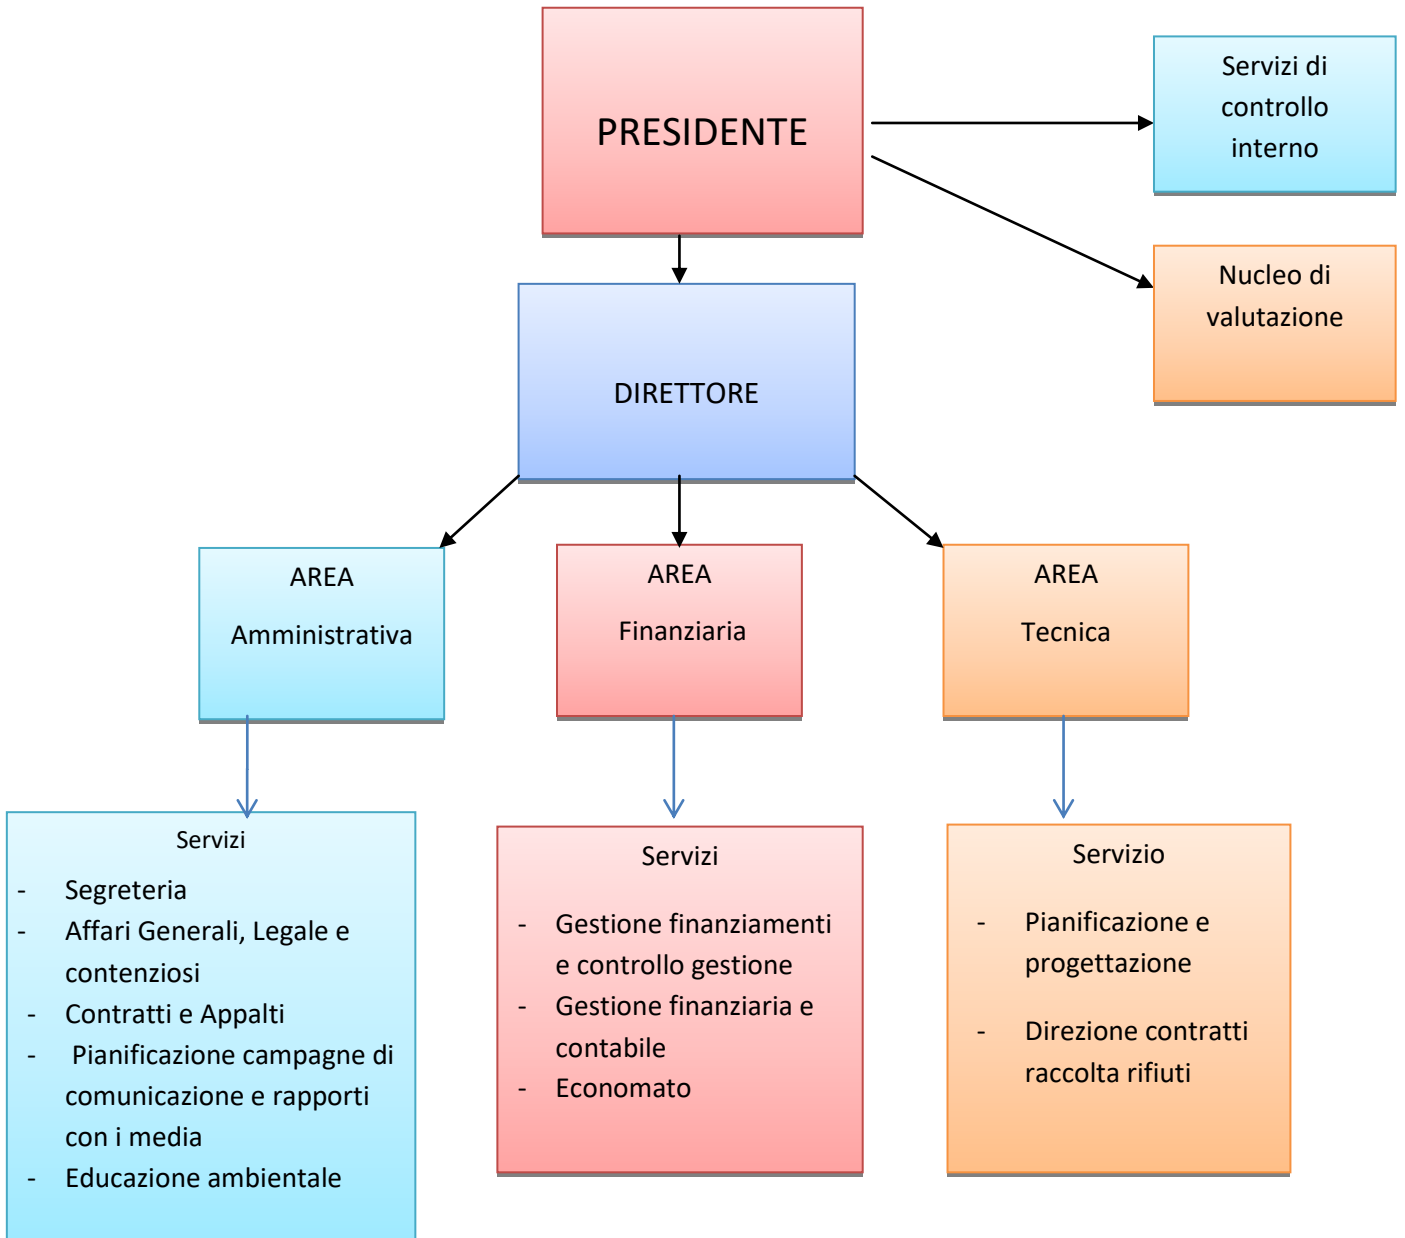 PRESIDENTE
Servizi di
controllo
interno
Nucleo di
valutazione
DIRETTORE
AREA
Amministrativa
AREA
Finanziaria
AREA
Tecnica
Servizi
- Segreteria
- Affari Generali, Legale e
contenziosi
- Contratti e Appalti
- Pianificazione campagne di
comunicazione e rapporti
con i media
- Educazione ambientale
Servizi
- Gestione finanziamenti
e controllo gestione
- Gestione finanziaria e
contabile
- Economato
Servizio
- Pianificazione e
progettazione
- Direzione contratti
raccolta rifiuti